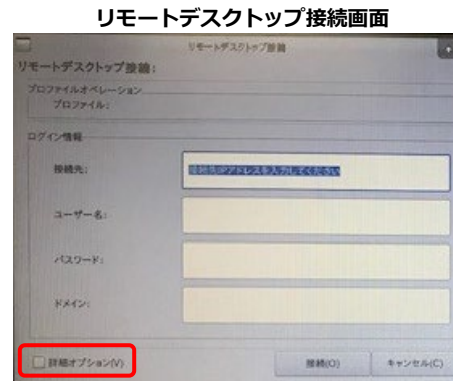 リモートデスクトップ接続画面
リモートデスクトップ接続
リモートデスクトップ接続:
プロファイルオペレーション
プロファイル:
ログイン情報
接続先:
接続先IPアドレスを入力してください
ユーザー名:
パスワード:
ドメイン:
詳細オプション(V)
接続(O)
キャンセル(C)